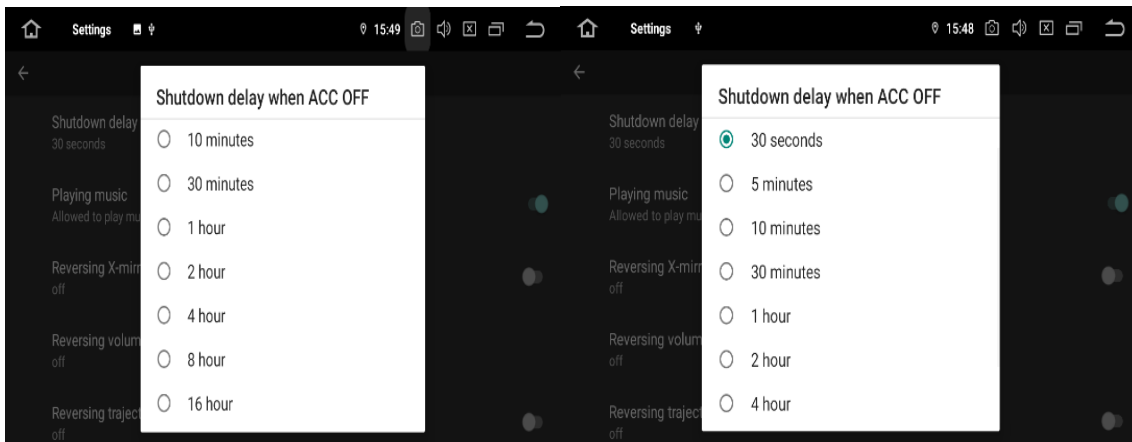 Settings
15:49
Shutdown delay when ACC OFF
10 minutes
30 minutes
1 hour
2 hour
4 hour
8 hour
16 hour
Shutdown delay
30 seconds
Playing music
Allowed to play mu
Reversing X-mirr
off
Reversing volum
off
Reversing traject
off
Settings
15:48
Shutdown delay when ACC OFF
30 seconds
5 minutes
10 minutes
30 minutes
1 hour
2 hour
4 hour
Shutdown delay
30 seconds
Playing music
Allowed to play mu
Reversing X-mirr
off
Reversing volum
off
Reversing traject
off